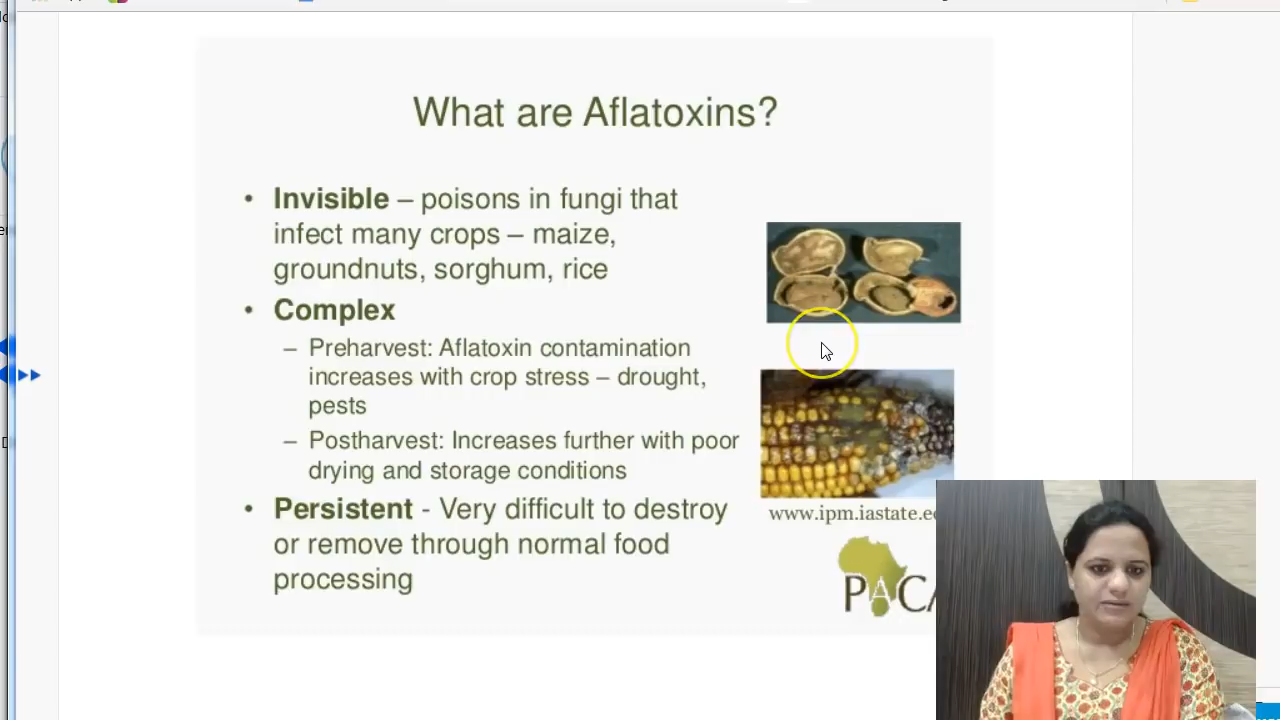 What are Aflatoxins?
• Invisible – poisons in fungi that
infect many crops – maize,
groundnuts, sorghum, rice
• Complex
– Preharvest: Aflatoxin contamination
increases with crop stress – drought,
pests
– Postharvest: Increases further with poor
drying and storage conditions
• Persistent - Very difficult to destroy
or remove through normal food
processing
www.ipm.iastate.e
PAC